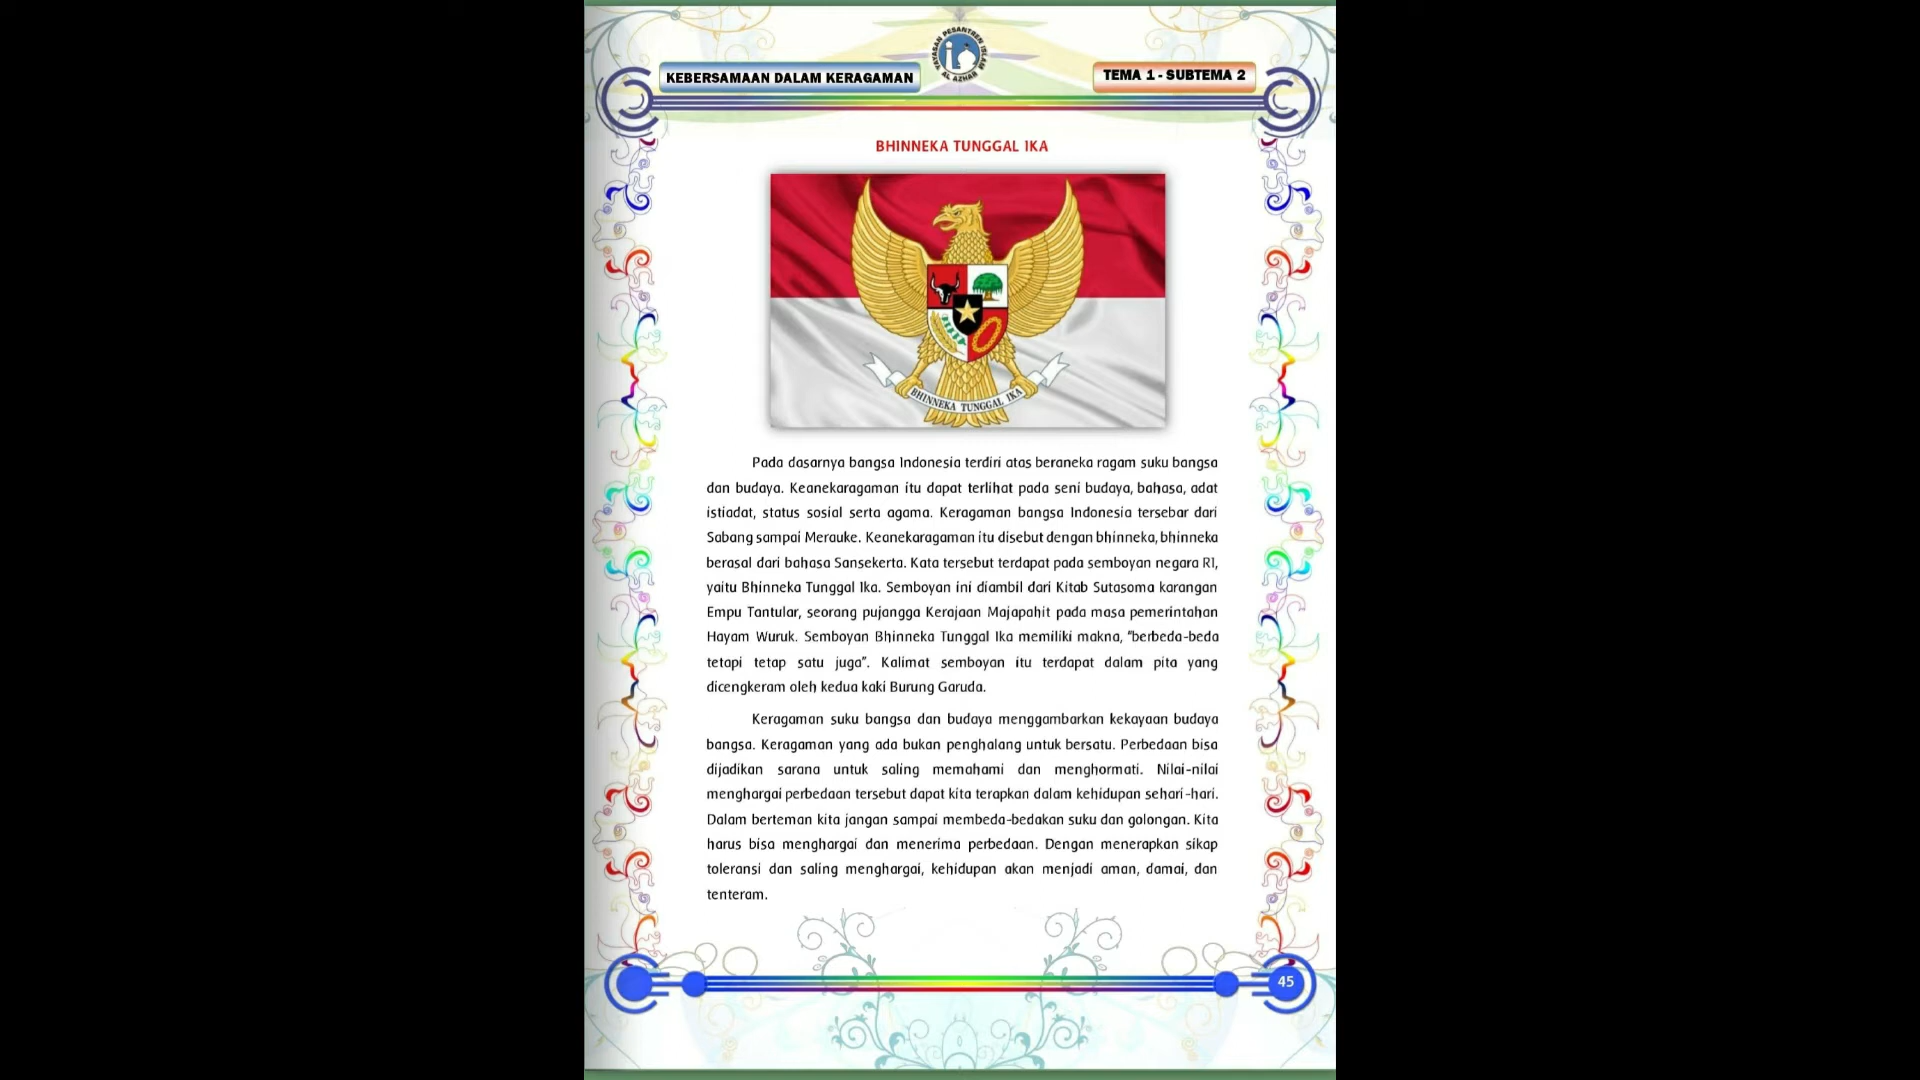 YAYASAN PESANTREN ISLAM
AL AZHAR
KEBERSAMAAN DALAM KERAGAMAN
TEMA 1 - SUBTEMA 2
BHINNEKA TUNGGAL IKA
BHINNEKA TUNGGAL IKA
Pada dasarnya bangsa Indonesia terdiri atas beraneka ragam suku bangsa
dan budaya. Keanekaragaman itu dapat terlihat pada seni budaya, bahasa, adat
istiadat, status sosial serta agama. Keragaman bangsa Indonesia tersebar dari
Sabang sampai Merauke. Keanekaragaman itu disebut dengan bhinneka, bhinneka
berasal dari bahasa Sansekerta. Kata tersebut terdapat pada semboyan negara RI,
yaitu Bhinneka Tunggal Ika. Semboyan ini diambil dari Kitab Sutasoma karangan
Empu Tantular, seorang pujangga Kerajaan Majapahit pada masa pemerintahan
Hayam Wuruk. Semboyan Bhinneka Tunggal Ika memiliki makna, "berbeda-beda
tetapi tetap satu juga". Kalimat semboyan itu terdapat dalam pita yang
dicengkeram oleh kedua kaki Burung Garuda.
Keragaman suku bangsa dan budaya menggambarkan kekayaan budaya
bangsa. Keragaman yang ada bukan penghalang untuk bersatu. Perbedaan bisa
dijadikan sarana untuk saling memahami dan menghormati. Nilai-nilai
menghargai perbedaan tersebut dapat kita terapkan dalam kehidupan sehari-hari.
Dalam berteman kita jangan sampai membeda-bedakan suku dan golongan. Kita
harus bisa menghargai dan menerima perbedaan. Dengan menerapkan sikap
toleransi dan saling menghargai, kehidupan akan menjadi aman, damai, dan
tenteram.
45